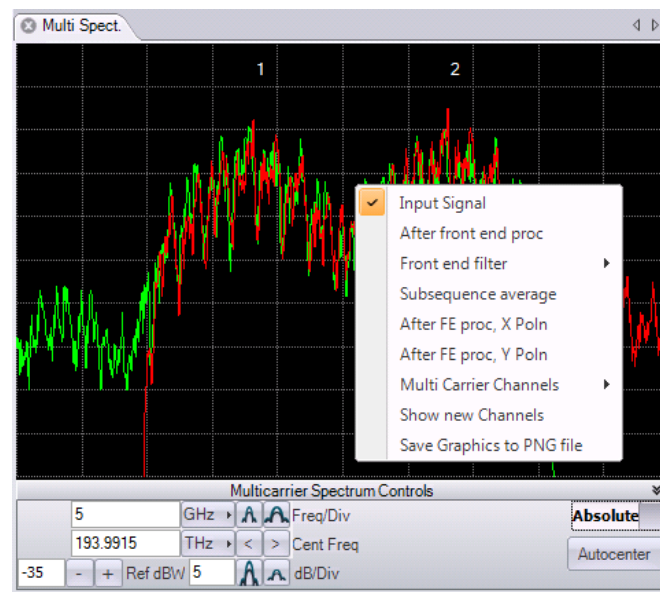 Multi Spect.
1 2
Input Signal
After front end proc
Front end filter
Subsequence average
After FE proc, X Poln
After FE proc, Y Poln
Multi Carrier Channels
Show new Channels
Save Graphics to PNG file
Multicarrier Spectrum Controls
5 GHz Freq/Div Absolute
193.9915 THz < > Cent Freq Autocenter
-35 - + Ref dBW 5 dB/Div